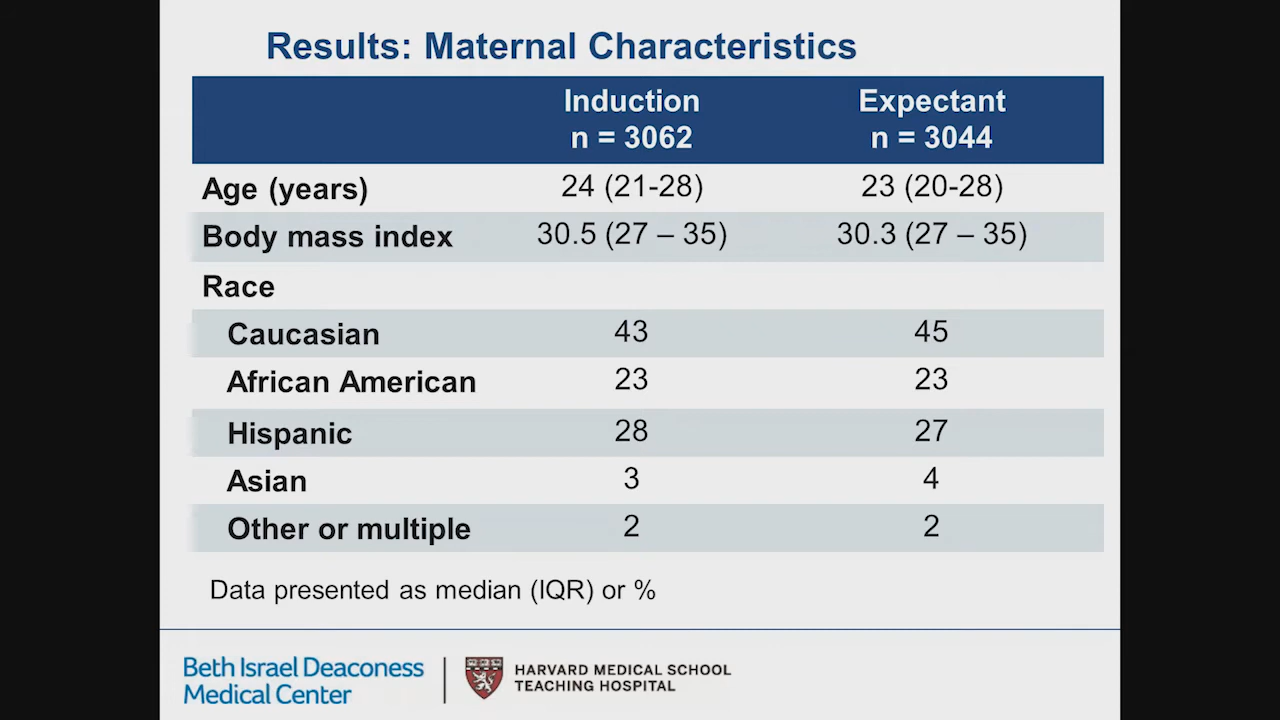 Results: Maternal Characteristics
Induction Expectant
n = 3062 n = 3044
Age (years) 24 (21-28) 23 (20-28)
Body mass index 30.5 (27 – 35) 30.3 (27 – 35)
Race
Caucasian 43 45
African American 23 23
Hispanic 28 27
Asian 3 4
Other or multiple 2 2
Data presented as median (IQR) or %
Beth Israel Deaconess
Medical Center
HARVARD MEDICAL SCHOOL
TEACHING HOSPITAL